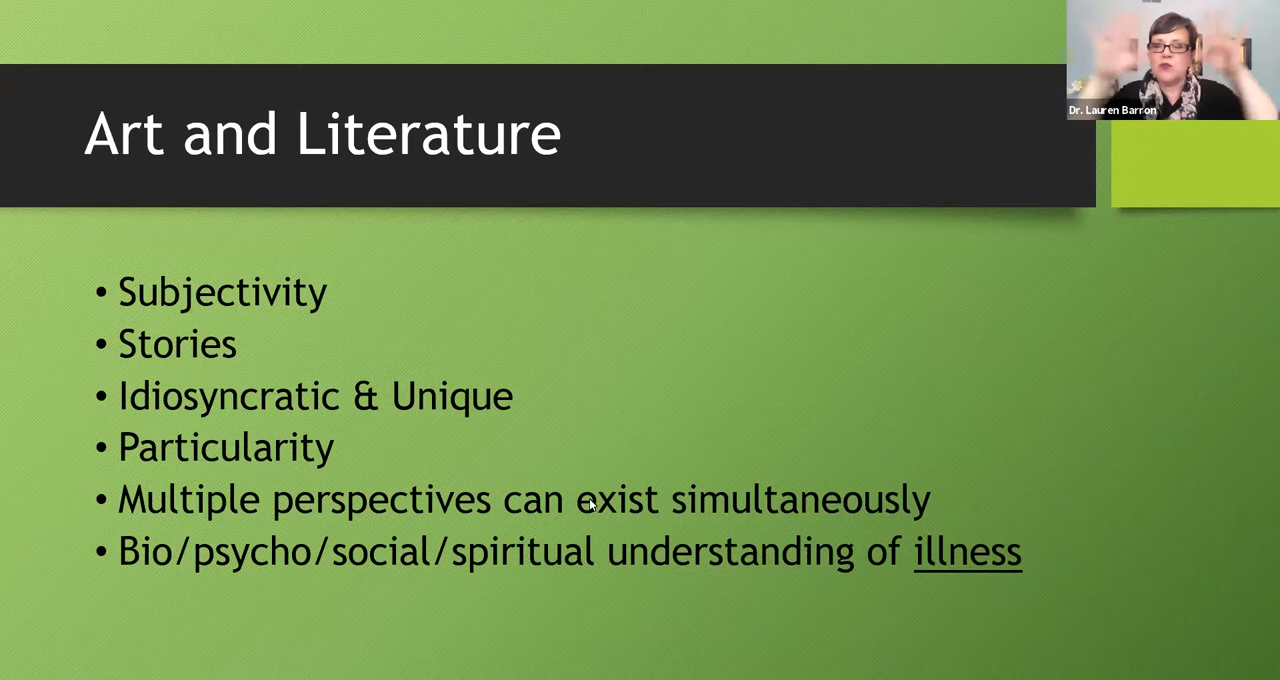 Dr. Lauren Barron
Art and Literature
• Subjectivity
• Stories
• Idiosyncratic & Unique
• Particularity
• Multiple perspectives can exist simultaneously
• Bio/psycho/social/spiritual understanding of illness